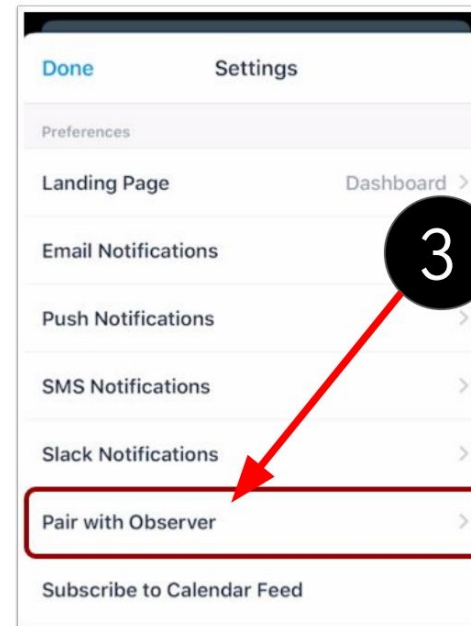 Done Settings
Preferences
Landing Page Dashboard
3
Email Notifications
Push Notifications
SMS Notifications
Slack Notifications
Pair with Observer
Subscribe to Calendar Feed